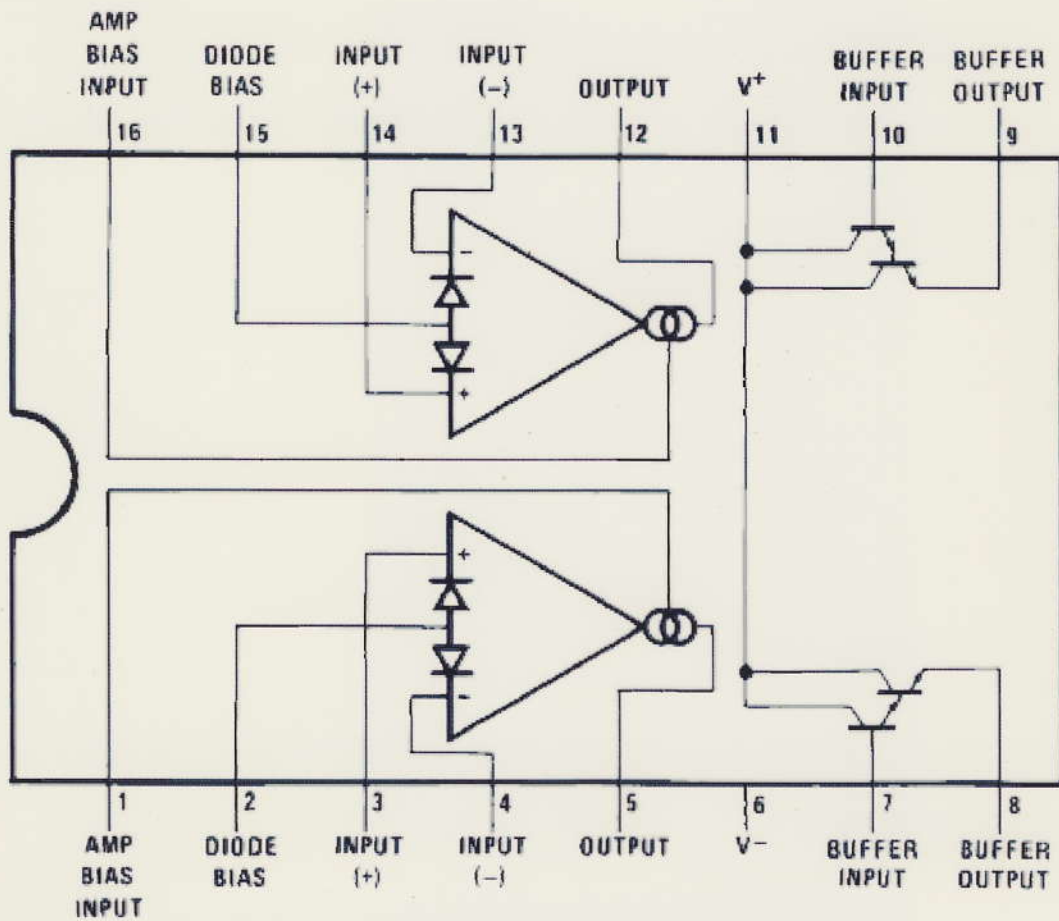 AMP
BIAS
INPUT
DIODE
BIAS
INPUT
(+)
INPUT
(-)
OUTPUT
V+
BUFFER
INPUT
BUFFER
OUTPUT
16 15 14 13 12 11 10 9
-
+
+
-
1 2 3 4 5 6 7 8
AMP
BIAS
INPUT
DIODE
BIAS
INPUT
(+)
INPUT
(-)
OUTPUT
V-
BUFFER
INPUT
BUFFER
OUTPUT